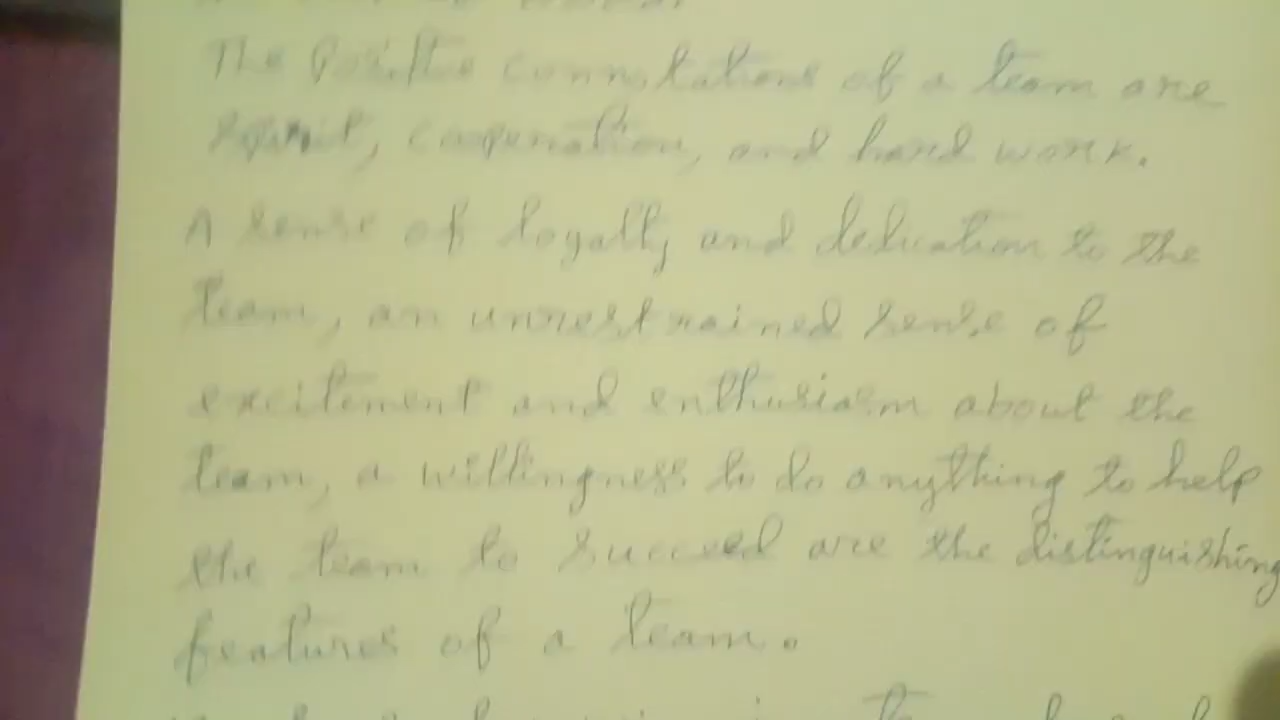 The positive connotations of a team are
spirit, cooperation, and hard work.
A sense of loyalty and dedication to the
team, an unrestrained sense of
excitement and enthusiasm about the
team, a willingness to do anything to help
the team to succeed are the distinguishing
features of a team.